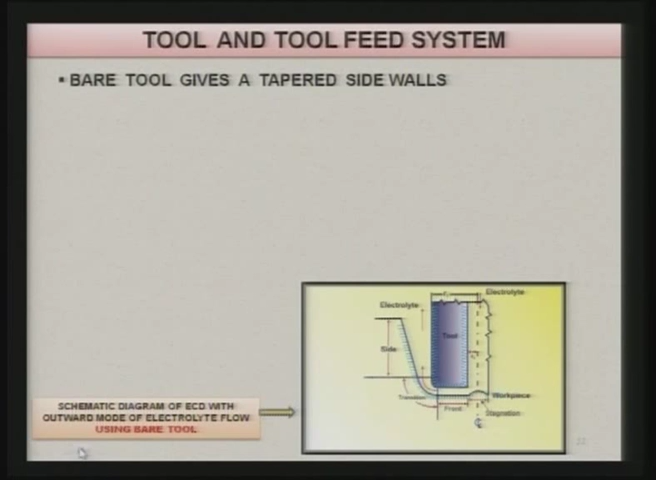 TOOL AND TOOL FEED SYSTEM
▪ BARE TOOL GIVES A TAPERED SIDE WALLS
Electrolyte
Electrolyte
Tool
Side
Workpiece
Transition
Front
Stagnation
SCHEMATIC DIAGRAM OF ECD WITH
OUTWARD MODE OF ELECTROLYTE FLOW
USING BARE TOOL